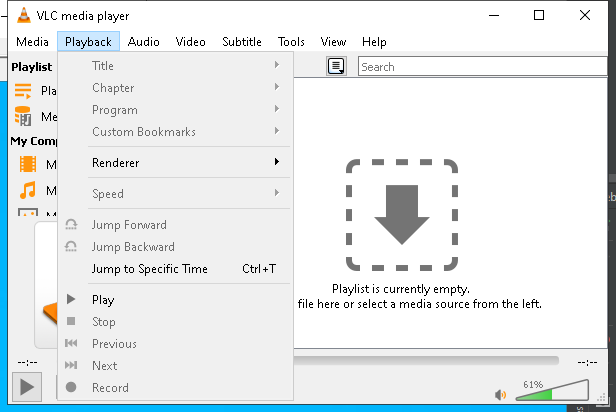 VLC media player
Media Playback Audio Video Subtitle Tools View Help
Playlist
Search
Title
Chapter
Program
Custom Bookmarks
Renderer
Speed
Jump Forward
Jump Backward
Jump to Specific Time Ctrl+T
Play
Stop
Previous
Next
Record
Pla
Me
My Comp
M
M
M
Playlist is currently empty.
file here or select a media source from the left.
--:-- --:--
61%